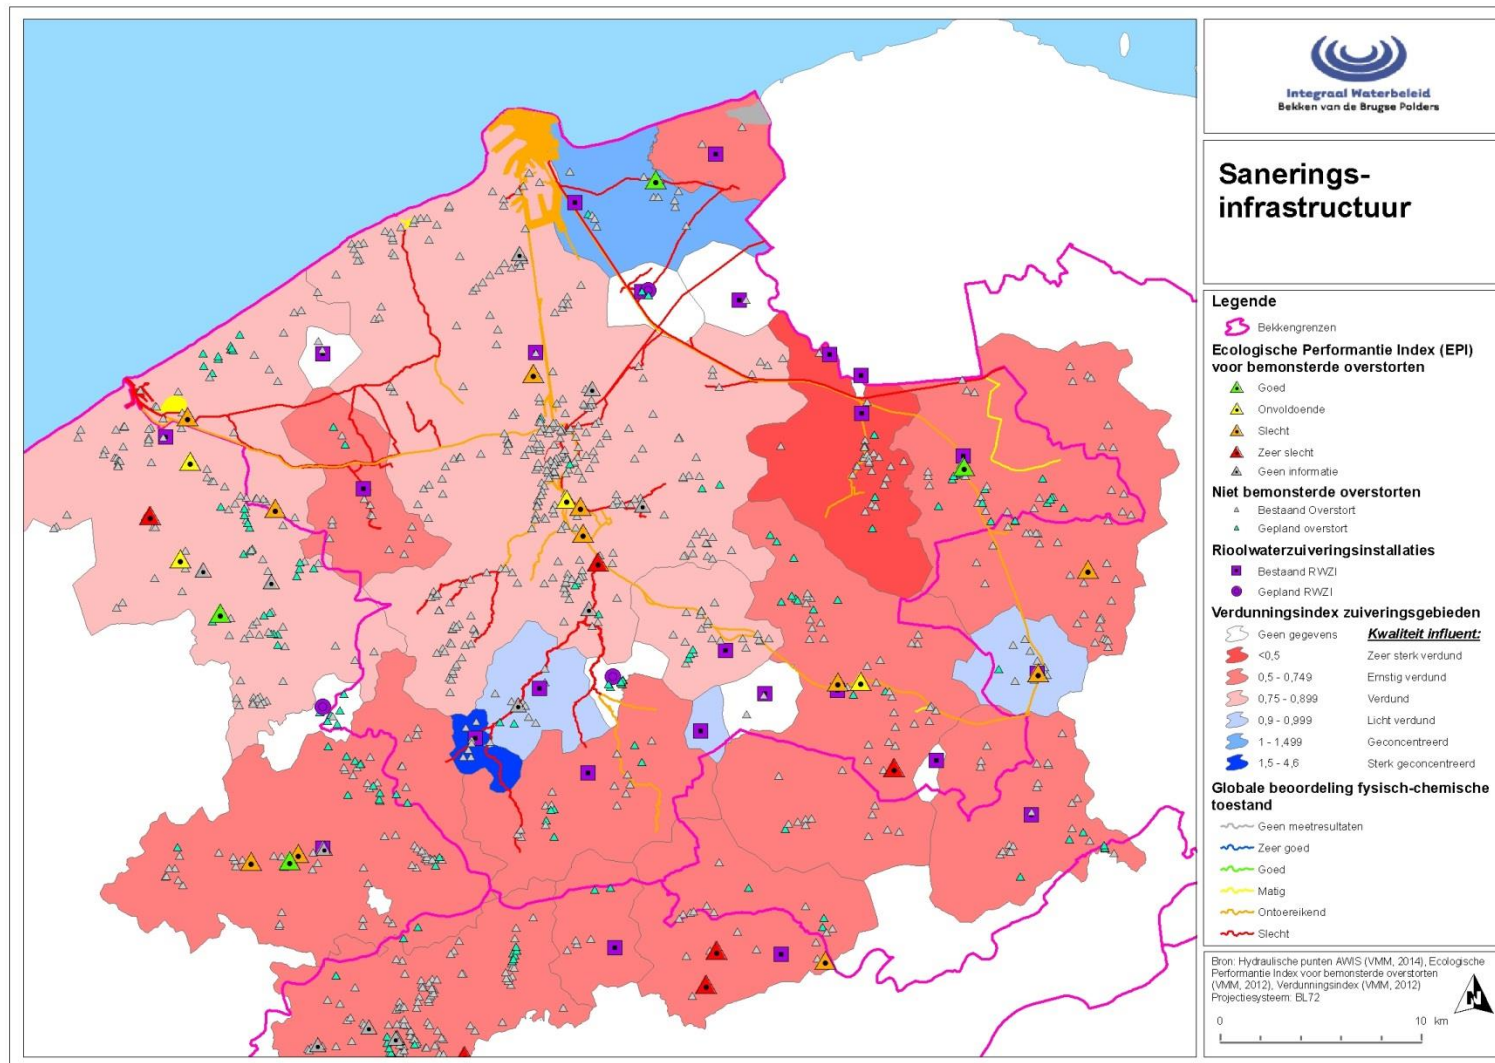 Integraal Waterbeleid
Bekken van de Brugse Polders
Sanerings-
infrastructuur
Legende
Bekkengrenzen
Ecologische Performantie Index (EPI)
voor bemonsterde overstorten
Goed
Onvoldoende
Slecht
Zeer slecht
Geen informatie
Niet bemonsterde overstorten
Bestaand Overstort
Gepland overstort
Rioolwaterzuiveringsinstallaties
Bestaand RWZI
Gepland RWZI
Verdunningsindex zuiveringsgebieden
Geen gegevens Kwaliteit influent:
<0,5 Zeer sterk verdund
0,5 - 0,749 Ernstig verdund
0,75 - 0,899 Verdund
0,9 - 0,999 Licht verdund
1 - 1,499 Geconcentreerd
1,5 - 4,6 Sterk geconcentreerd
Globale beoordeling fysisch-chemische
toestand
Geen meetresultaten
Zeer goed
Goed
Matig
Ontoereikend
Slecht
Bron: Hydraulische punten AWIS (VMM, 2014), Ecologische
Performantie Index voor bemonsterde overstorten
(VMM, 2012), Verdunningsindex (VMM, 2012)
Projectiesysteem: BL72
N
0 10 km